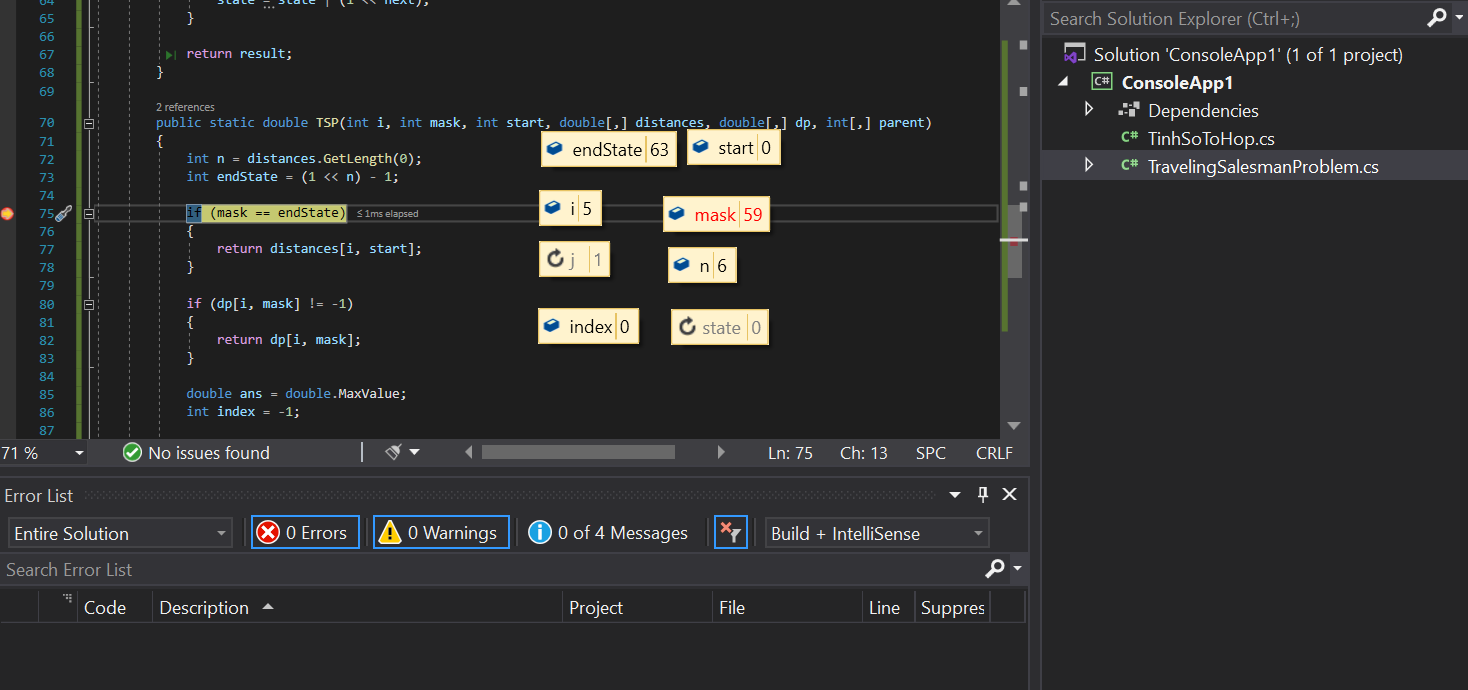 64 state = state | (1 << next);
65 }
66
67 return result;
68 }
69
2 references
70 public static double TSP(int i, int mask, int start, double[,] distances, double[,] dp, int[,] parent)
71 {
72 int n = distances.GetLength(0);
73 int endState = (1 << n) - 1;
74
75 if (mask == endState) ≤ 1ms elapsed
76 {
77 return distances[i, start];
78 }
79
80 if (dp[i, mask] != -1)
81 {
82 return dp[i, mask];
83 }
84
85 double ans = double.MaxValue;
86 int index = -1;
87
endState 63
start 0
i 5
mask 59
j 1
n 6
index 0
state 0
71 % No issues found Ln: 75 Ch: 13 SPC CRLF
Error List
Entire Solution 0 Errors 0 Warnings 0 of 4 Messages Build + IntelliSense
Search Error List
Code Description Project File Line Suppres
Search Solution Explorer (Ctrl+;)
Solution 'ConsoleApp1' (1 of 1 project)
C# ConsoleApp1
Dependencies
C# TinhSoToHop.cs
C# TravelingSalesmanProblem.cs